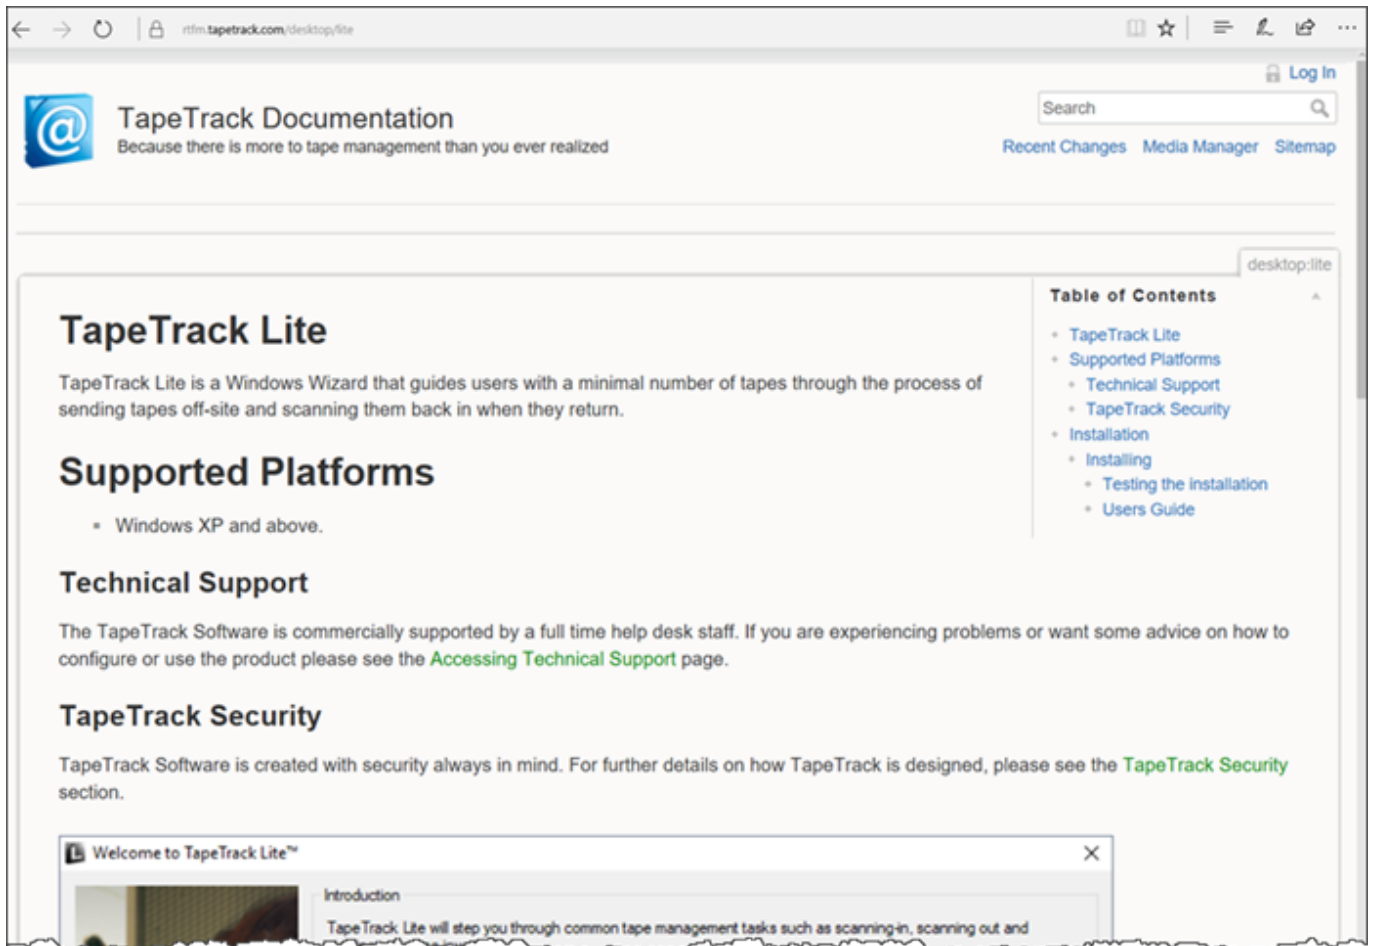 rtfm.tapetrack.com/desktop/lite
Log In
TapeTrack Documentation
Because there is more to tape management than you ever realized
Search
Recent Changes Media Manager Sitemap
desktop:lite
Table of Contents
TapeTrack Lite
Supported Platforms
Technical Support
TapeTrack Security
Installation
Installing
Testing the installation
Users Guide
TapeTrack Lite
TapeTrack Lite is a Windows Wizard that guides users with a minimal number of tapes through the process of
sending tapes off-site and scanning them back in when they return.
Supported Platforms
Windows XP and above.
Technical Support
The TapeTrack Software is commercially supported by a full time help desk staff. If you are experiencing problems or want some advice on how to
configure or use the product please see the Accessing Technical Support page.
TapeTrack Security
TapeTrack Software is created with security always in mind. For further details on how TapeTrack is designed, please see the TapeTrack Security
section.
Welcome to TapeTrack Lite™
Introduction
TapeTrack Lite will step you through common tape management tasks such as scanning-in, scanning out and